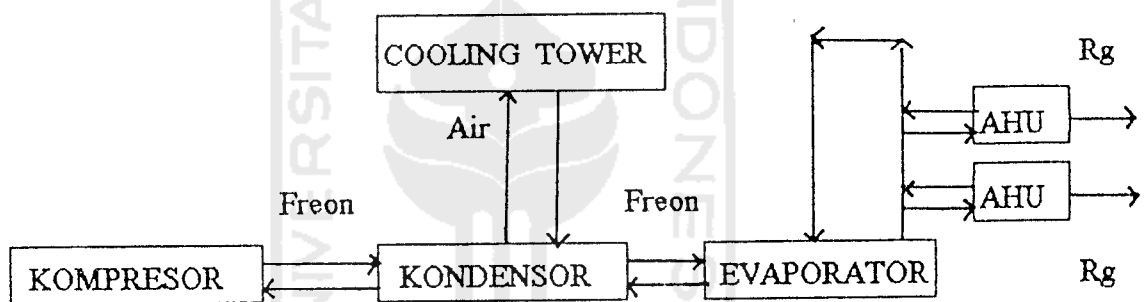 COOLING TOWER
Rg
AHU
Air
AHU
Freon
Freon
KOMPRESOR
KONDENSOR
EVAPORATOR
Rg